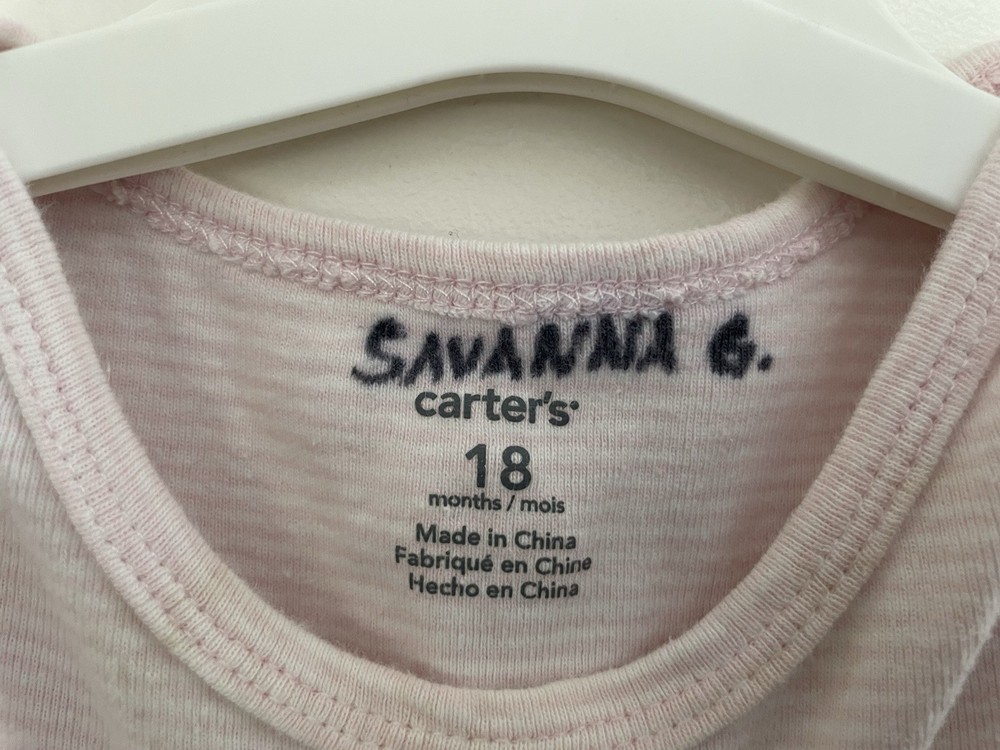 SAVANNA G.
carter's
18
months / mois
Made in China
Fabriqué en Chine
Hecho en China